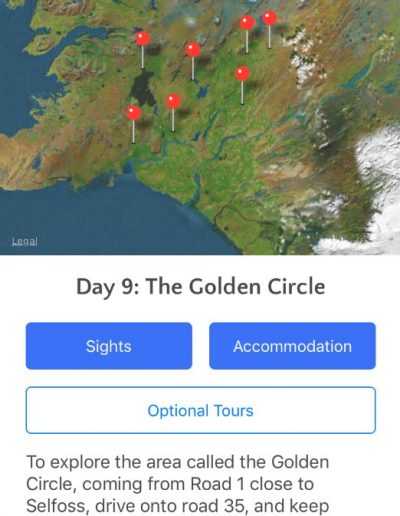 Legal
Day 9: The Golden Circle
Sights
Accommodation
Optional Tours
To explore the area called the Golden
Circle, coming from Road 1 close to
Selfoss, drive onto road 35, and keep